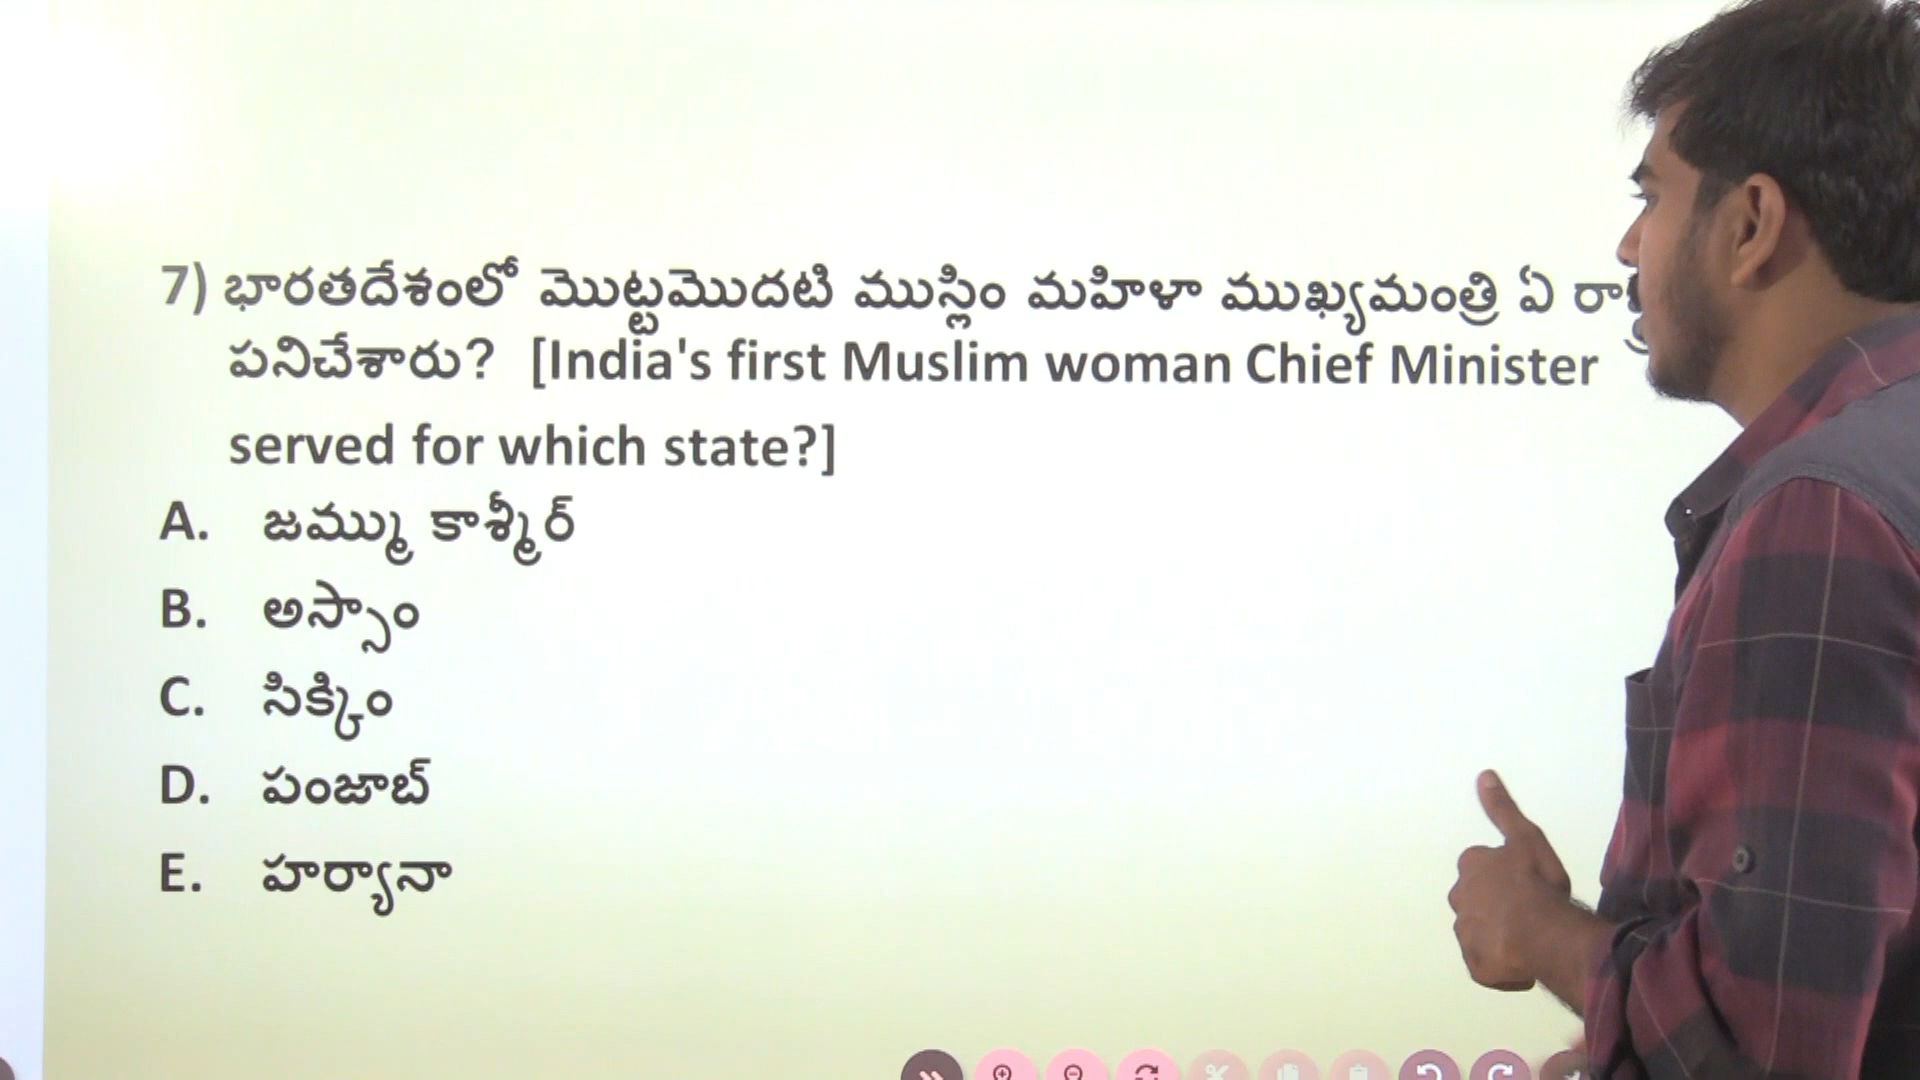 7) భారతదేశంలో మొట్టమొదటి ముస్లిం మహిళా ముఖ్యమంత్రి ఏ
పనిచేశారు? [India's first Muslim woman Chief Minister
served for which state?]
A. జమ్ము కాశ్మీర్
B. అస్సాం
C. సిక్కిం
D. పంజాబ్
E. హర్యానా